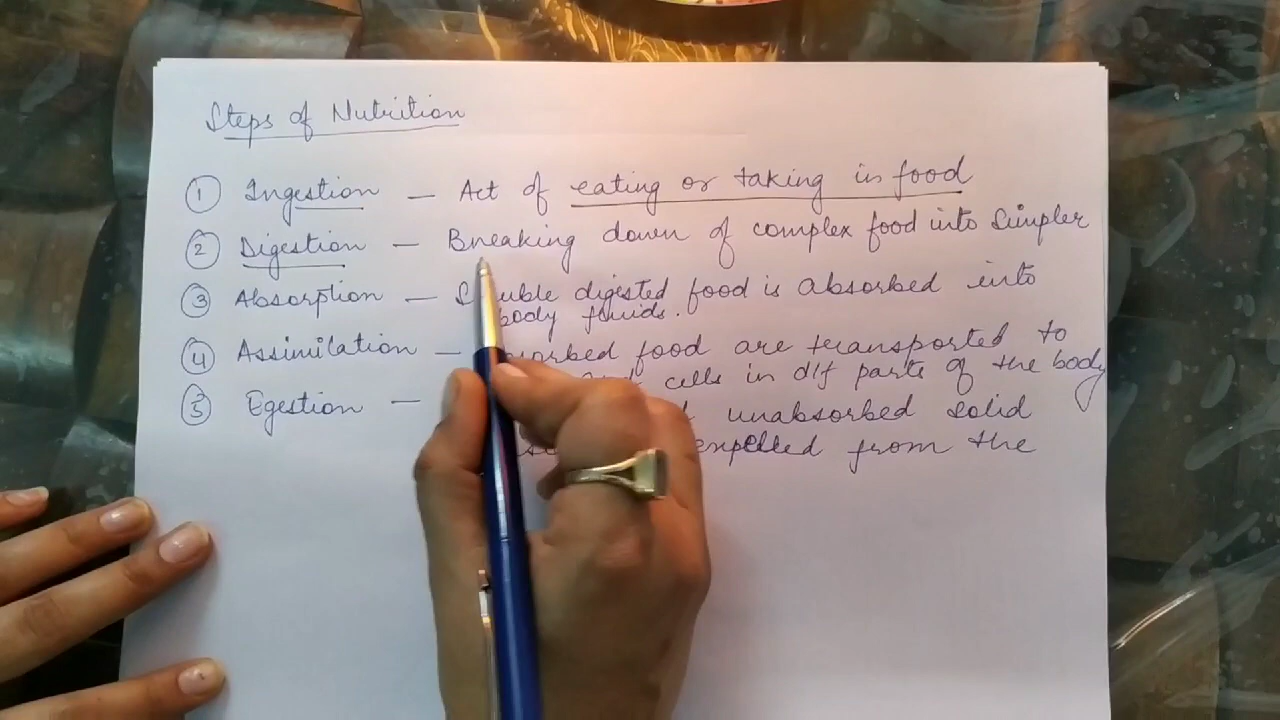 Steps of Nutrition
① Ingestion — Act of eating or taking in food
② Digestion — Breaking down of complex food into Simpler
③ Absorption — digested food is absorbed into
body fluids.
④ Assimilation — food are transported to
cells in dif parts of the body
⑤ Egestion — unabsorbed solid
expelled from the